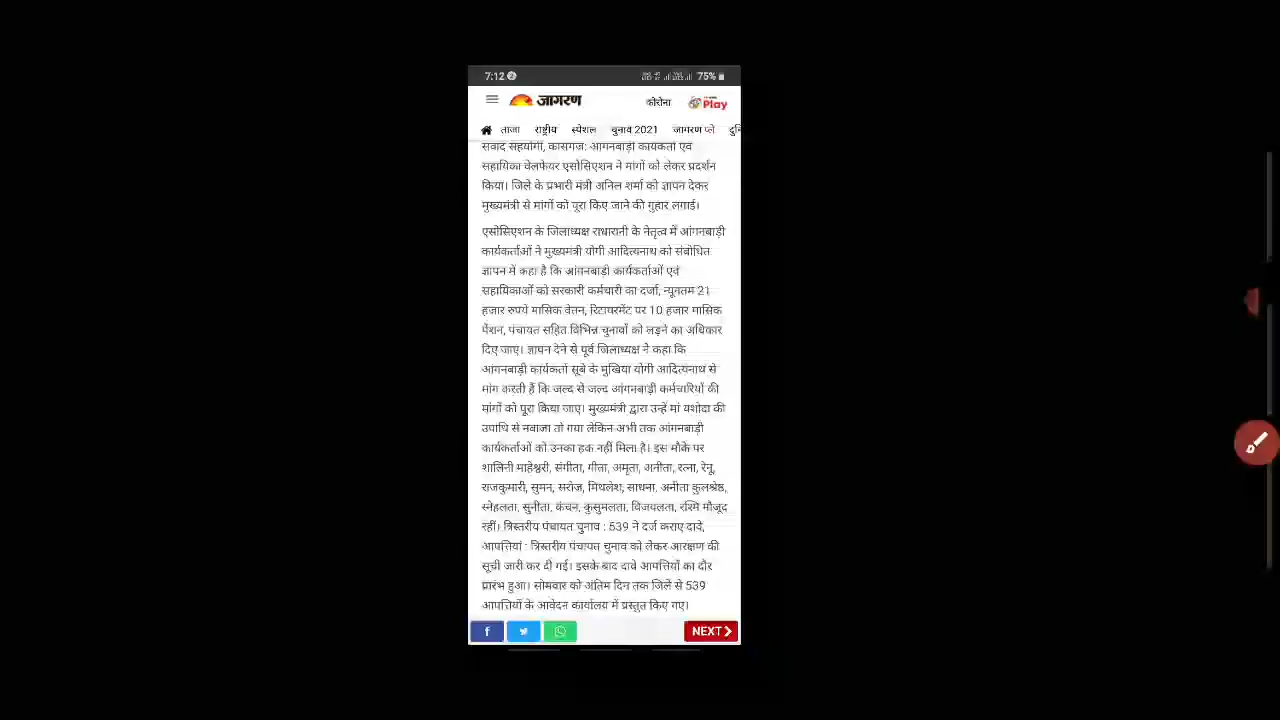 7:12
75%
जागरण
कोरोना
Play
ताजा राष्ट्रीय स्पेशल चुनाव 2021 जागरण प्ले
संवाद सहयोगी, कासगंज: आंगनबाड़ी कार्यकर्ता एवं
सहायिका वेलफेयर एसोसिएशन ने मांगों को लेकर प्रदर्शन
किया। जिले के प्रभारी मंत्री अनिल शर्मा को ज्ञापन देकर
मुख्यमंत्री से मांगों को पूरा किए जाने की गुहार लगाई।
एसोसिएशन के जिलाध्यक्ष राधारानी के नेतृत्व में आंगनबाड़ी
कार्यकर्ताओं ने मुख्यमंत्री योगी आदित्यनाथ को संबोधित
ज्ञापन में कहा है कि आंगनबाड़ी कार्यकर्ताओं एवं
सहायिकाओं को सरकारी कर्मचारी का दर्जा, न्यूनतम 21
हजार रुपये मासिक वेतन, रिटायरमेंट पर 10 हजार मासिक
पेंशन, पंचायत सहित विभिन्न चुनावों को लड़ने का अधिकार
दिए जाएं। ज्ञापन देने से पूर्व जिलाध्यक्ष ने कहा कि
आंगनबाड़ी कार्यकर्ता सूबे के मुखिया योगी आदित्यनाथ से
मांग करती हैं कि जल्द से जल्द आंगनबाड़ी कर्मचारियों की
मांगों को पूरा किया जाए। मुख्यमंत्री द्वारा उन्हें मां यशोदा की
उपाधि से नवाजा तो गया लेकिन अभी तक आंगनबाड़ी
कार्यकर्ताओं को उनका हक नहीं मिला है। इस मौके पर
शालिनी माहेश्वरी, संगीता, गीता, अमृता, अनीता, रत्ना, रेनू,
राजकुमारी, सुमन, सरोज, मिथलेश, साधना, अनीता कुलश्रेष्ठ,
स्नेहलता, सुनीता, कंचन, कुसुमलता, विजयलता, रश्मि मौजूद
रहीं। त्रिस्तरीय पंचायत चुनाव : 539 ने दर्ज कराए दावे,
आपत्तियां : त्रिस्तरीय पंचायत चुनाव को लेकर आरक्षण की
सूची जारी कर दी गई। इसके बाद दावे आपत्तियों का दौर
प्रारंभ हुआ। सोमवार को अंतिम दिन तक जिले से 539
आपत्तियों के आवेदन कार्यालय में प्रस्तुत किए गए।
NEXT